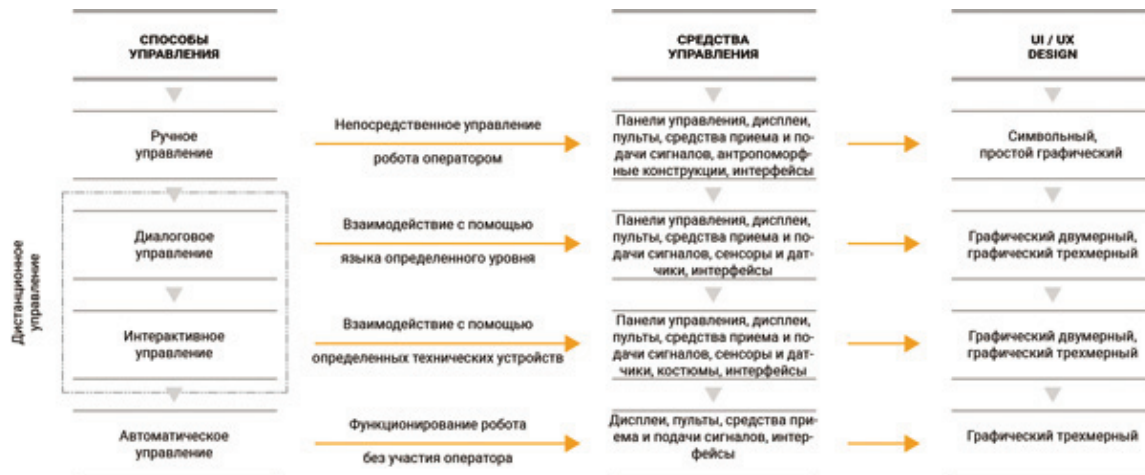 СПОСОБЫ
УПРАВЛЕНИЯ
СРЕДСТВА
УПРАВЛЕНИЯ
UI / UX
DESIGN
Ручное
управление
Непосредственное управление
робота оператором
Панели управления, дисплеи,
пульты, средства приема и по-
дачи сигналов, антропоморф-
ные конструкции, интерфейсы
Символьный,
простой графический
Дистанционное
управление
Диалоговое
управление
Взаимодействие с помощью
языка определенного уровня
Панели управления, дисплеи,
пульты, средства приема и по-
дачи сигналов, сенсоры и дат-
чики, интерфейсы
Графический двумерный,
графический трехмерный
Интерактивное
управление
Взаимодействие с помощью
определенных технических устройств
Панели управления, дисплеи,
пульты, средства приема и по-
дачи сигналов, сенсоры и дат-
чики, костюмы, интерфейсы
Графический двумерный,
графический трехмерный
Автоматическое
управление
Функционирование робота
без участия оператора
Дисплеи, пульты, средства при-
ема и подачи сигналов, интер-
фейсы
Графический трехмерный